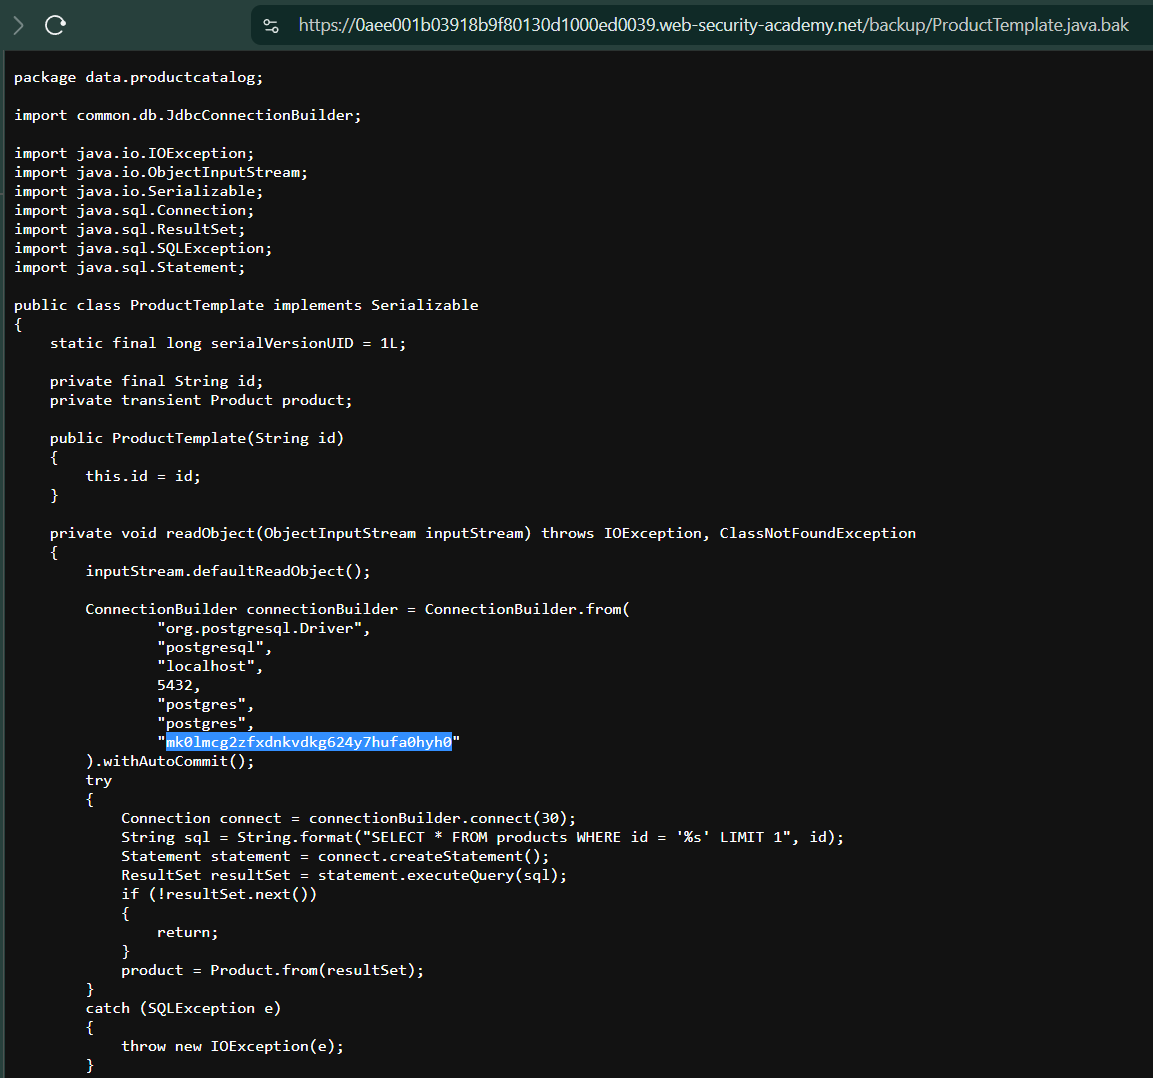 https://0aee001b03918b9f80130d1000ed0039.web-security-academy.net/backup/ProductTemplate.java.bak
package data.productcatalog;
import common.db.JdbcConnectionBuilder;
import java.io.IOException;
import java.io.ObjectInputStream;
import java.io.Serializable;
import java.sql.Connection;
import java.sql.ResultSet;
import java.sql.SQLException;
import java.sql.Statement;
public class ProductTemplate implements Serializable
{
    static final long serialVersionUID = 1L;
    private final String id;
    private transient Product product;
    public ProductTemplate(String id)
    {
        this.id = id;
    }
    private void readObject(ObjectInputStream inputStream) throws IOException, ClassNotFoundException
    {
        inputStream.defaultReadObject();
        ConnectionBuilder connectionBuilder = ConnectionBuilder.from(
                "org.postgresql.Driver",
                "postgresql",
                "localhost",
                5432,
                "postgres",
                "postgres",
                "mk0lmcg2zfxdnkvdkg624y7hufa0hyh0"
        ).withAutoCommit();
        try
        {
            Connection connect = connectionBuilder.connect(30);
            String sql = String.format("SELECT * FROM products WHERE id = '%s' LIMIT 1", id);
            Statement statement = connect.createStatement();
            ResultSet resultSet = statement.executeQuery(sql);
            if (!resultSet.next())
            {
                return;
            }
            product = Product.from(resultSet);
        }
        catch (SQLException e)
        {
            throw new IOException(e);
        }